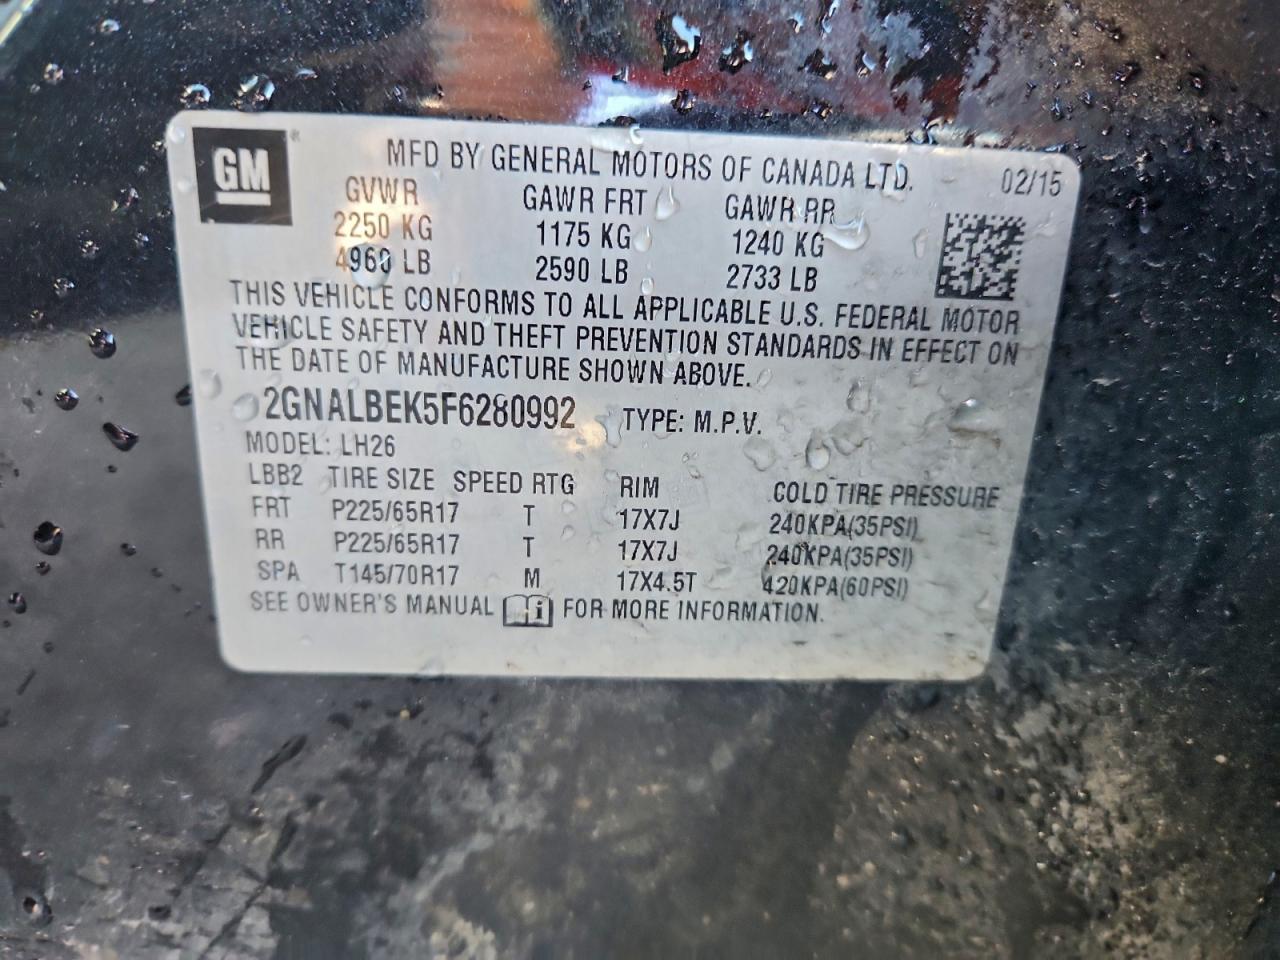 GM ® MFD BY GENERAL MOTORS OF CANADA LTD. 02/15
GVWR GAWR FRT GAWR RR
2250 KG 1175 KG 1240 KG
4960 LB 2590 LB 2733 LB
THIS VEHICLE CONFORMS TO ALL APPLICABLE U.S. FEDERAL MOTOR
VEHICLE SAFETY AND THEFT PREVENTION STANDARDS IN EFFECT ON
THE DATE OF MANUFACTURE SHOWN ABOVE.
2GNALBEK5F6280992 TYPE: M.P.V.
MODEL: LH26
LBB2 TIRE SIZE SPEED RTG RIM COLD TIRE PRESSURE
FRT P225/65R17 T 17X7J 240KPA(35PSI)
RR P225/65R17 T 17X7J 240KPA(35PSI)
SPA T145/70R17 M 17X4.5T 420KPA(60PSI)
SEE OWNER'S MANUAL i FOR MORE INFORMATION.